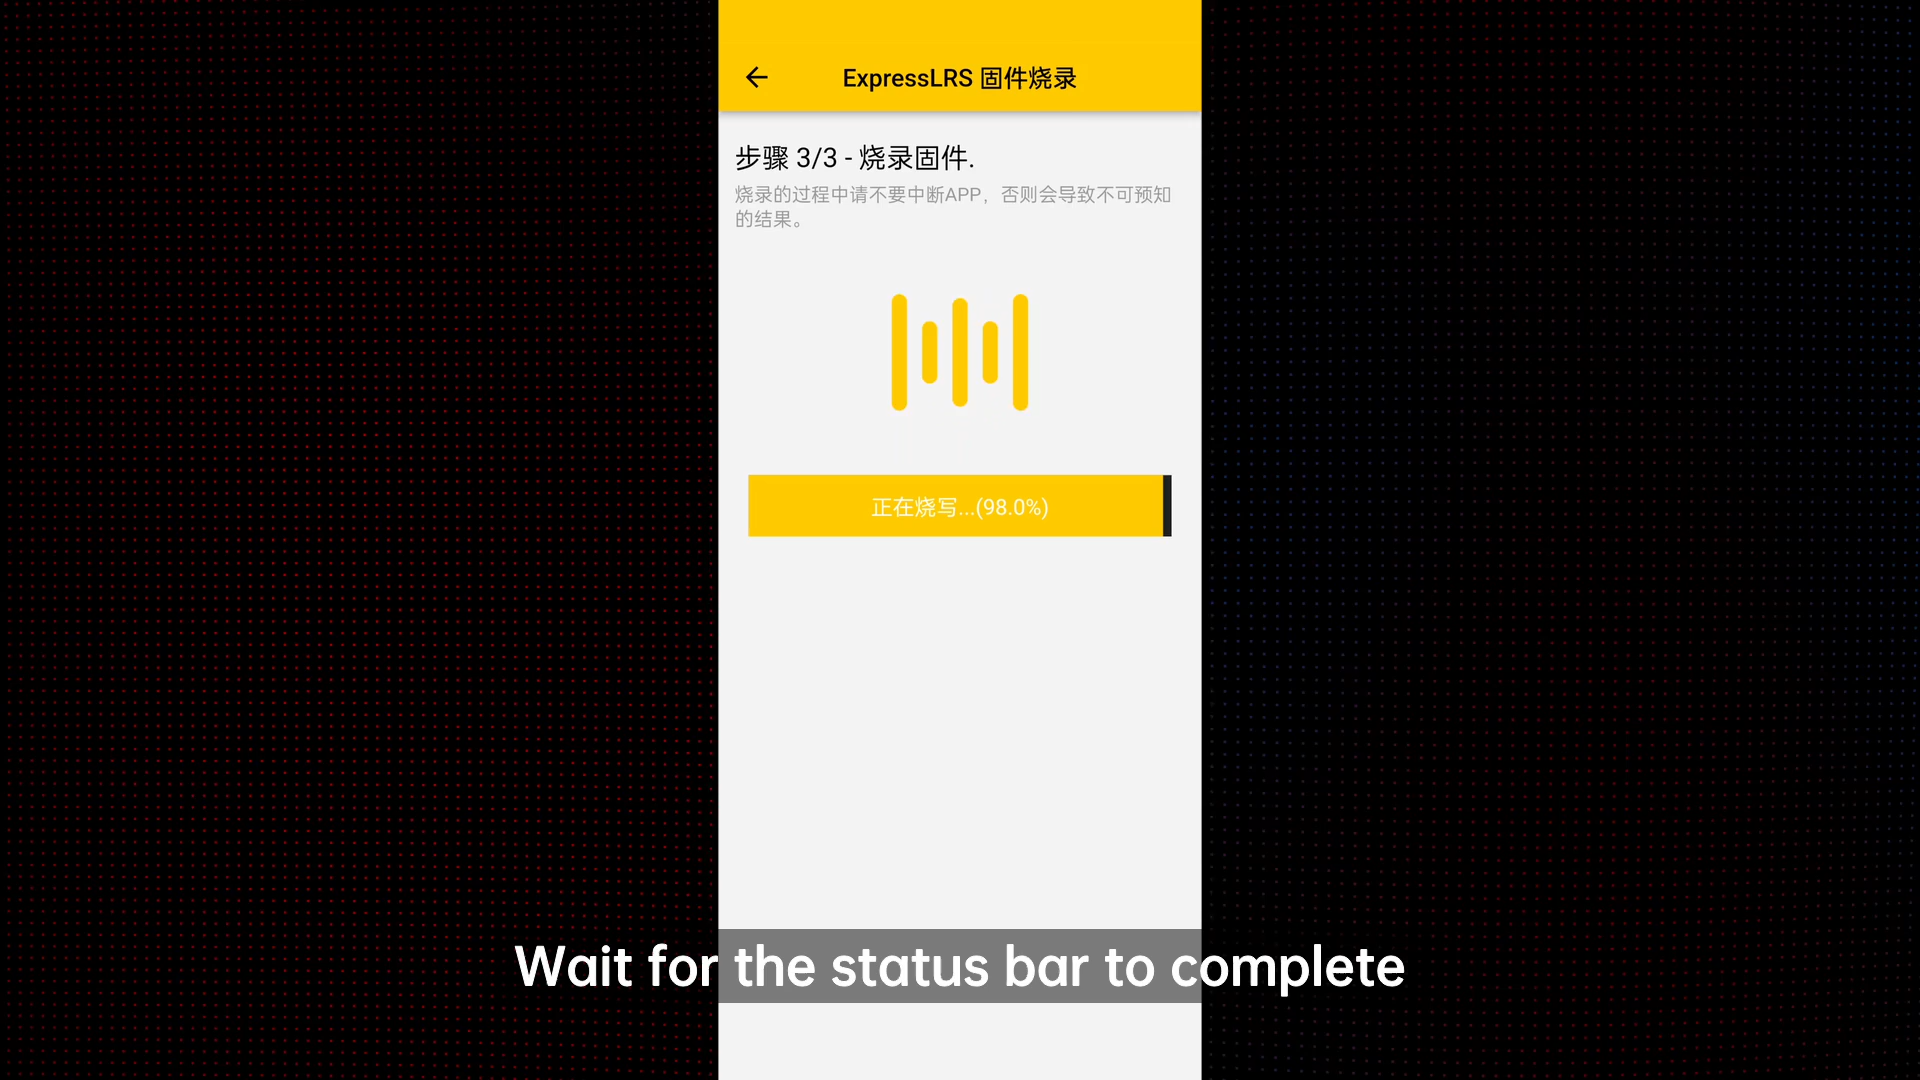 ExpressLRS 固件烧录
步骤 3/3 - 烧录固件.
烧录的过程中请不要中断APP，否则会导致不可预知
的结果。
正在烧写...(98.0%)
Wait for the status bar to complete